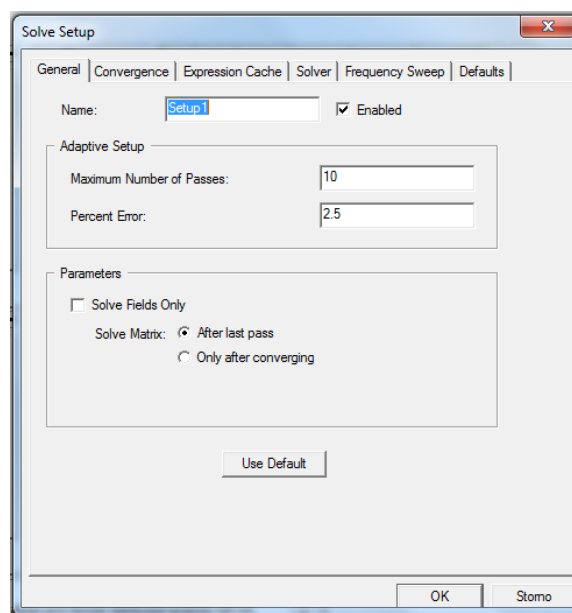 Solve Setup
General Convergence Expression Cache Solver Frequency Sweep Defaults
Name: Setup1 Enabled
Adaptive Setup
Maximum Number of Passes: 10
Percent Error: 2.5
Parameters
Solve Fields Only
Solve Matrix: After last pass
Only after converging
Use Default
OK Storno